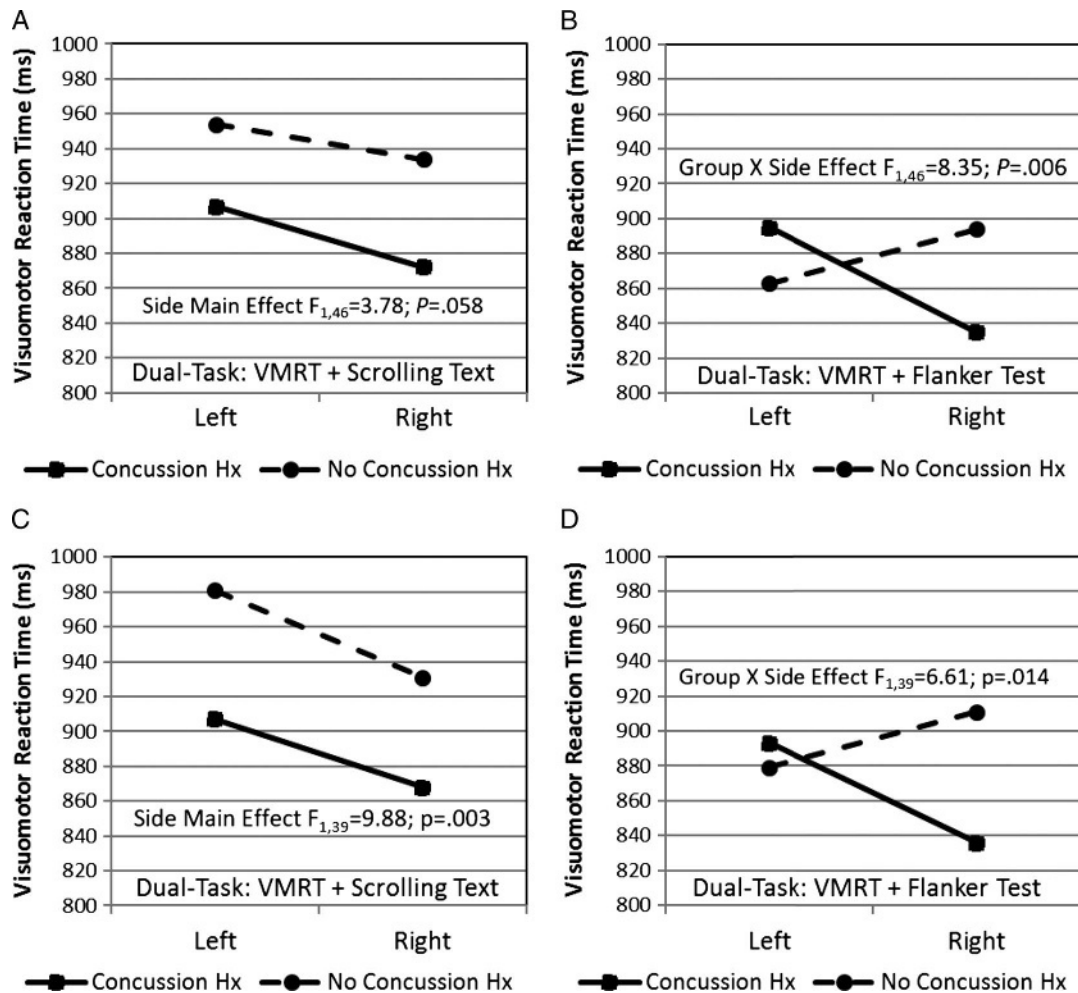 A
Visuomotor Reaction Time (ms)
1000
980
960
940
920
900
880
860
840
820
800
Side Main Effect F1,46=3.78; P=.058
Dual-Task: VMRT + Scrolling Text
Left Right
Concussion Hx No Concussion Hx
B
Visuomotor Reaction Time (ms)
1000
980
960
940
920
900
880
860
840
820
800
Group X Side Effect F1,46=8.35; P=.006
Dual-Task: VMRT + Flanker Test
Left Right
Concussion Hx No Concussion Hx
C
Visuomotor Reaction Time (ms)
1000
980
960
940
920
900
880
860
840
820
800
Side Main Effect F1,39=9.88; p=.003
Dual-Task: VMRT + Scrolling Text
Left Right
Concussion Hx No Concussion Hx
D
Visuomotor Reaction Time (ms)
1000
980
960
940
920
900
880
860
840
820
800
Group X Side Effect F1,39=6.61; p=.014
Dual-Task: VMRT + Flanker Test
Left Right
Concussion Hx No Concussion Hx